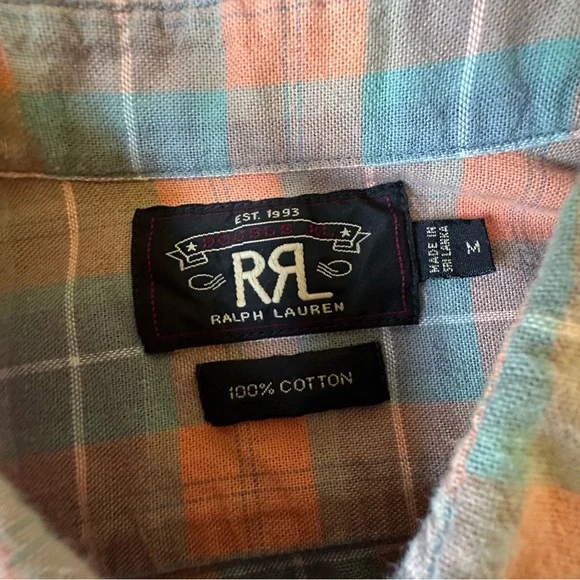 EST. 1993
DOUBLE RL
RRL
RALPH LAUREN
MADE IN
SRI LANKA
M
100% COTTON